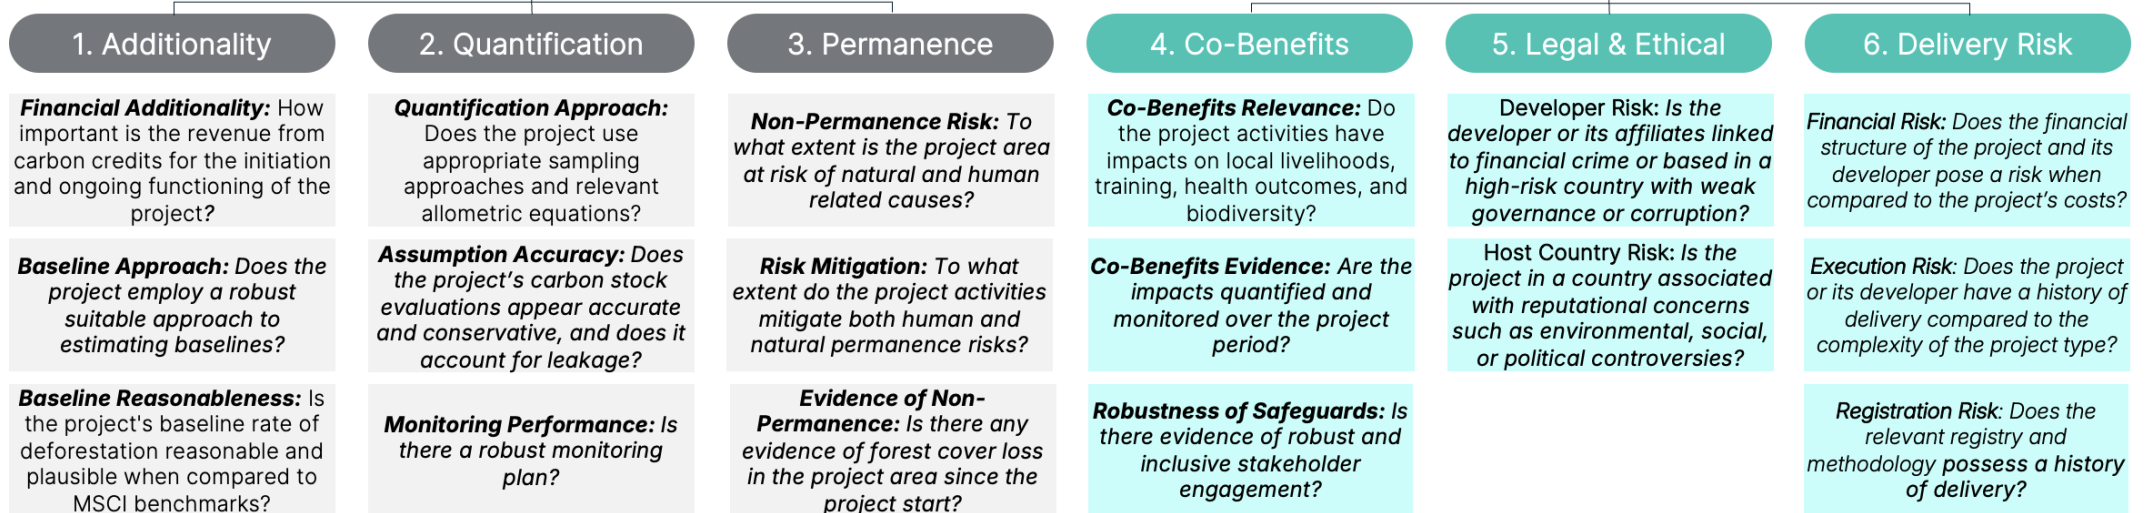 1. Additionality
2. Quantification
3. Permanence
4. Co-Benefits
5. Legal & Ethical
6. Delivery Risk
Financial Additionality: How
important is the revenue from
carbon credits for the initiation
and ongoing functioning of the
project?
Quantification Approach:
Does the project use
appropriate sampling
approaches and relevant
allometric equations?
Non-Permanence Risk: To
what extent is the project area
at risk of natural and human
related causes?
Co-Benefits Relevance: Do
the project activities have
impacts on local livelihoods,
training, health outcomes, and
biodiversity?
Developer Risk: Is the
developer or its affiliates linked
to financial crime or based in a
high-risk country with weak
governance or corruption?
Financial Risk: Does the financial
structure of the project and its
developer pose a risk when
compared to the project’s costs?
Baseline Approach: Does the
project employ a robust
suitable approach to
estimating baselines?
Assumption Accuracy: Does
the project’s carbon stock
evaluations appear accurate
and conservative, and does it
account for leakage?
Risk Mitigation: To what
extent do the project activities
mitigate both human and
natural permanence risks?
Co-Benefits Evidence: Are the
impacts quantified and
monitored over the project
period?
Host Country Risk: Is the
project in a country associated
with reputational concerns
such as environmental, social,
or political controversies?
Execution Risk: Does the project
or its developer have a history of
delivery compared to the
complexity of the project type?
Baseline Reasonableness: Is
the project's baseline rate of
deforestation reasonable and
plausible when compared to
MSCI benchmarks?
Monitoring Performance: Is
there a robust monitoring
plan?
Evidence of Non-
Permanence: Is there any
evidence of forest cover loss
in the project area since the
project start?
Robustness of Safeguards: Is
there evidence of robust and
inclusive stakeholder
engagement?
Registration Risk: Does the
relevant registry and
methodology possess a history
of delivery?